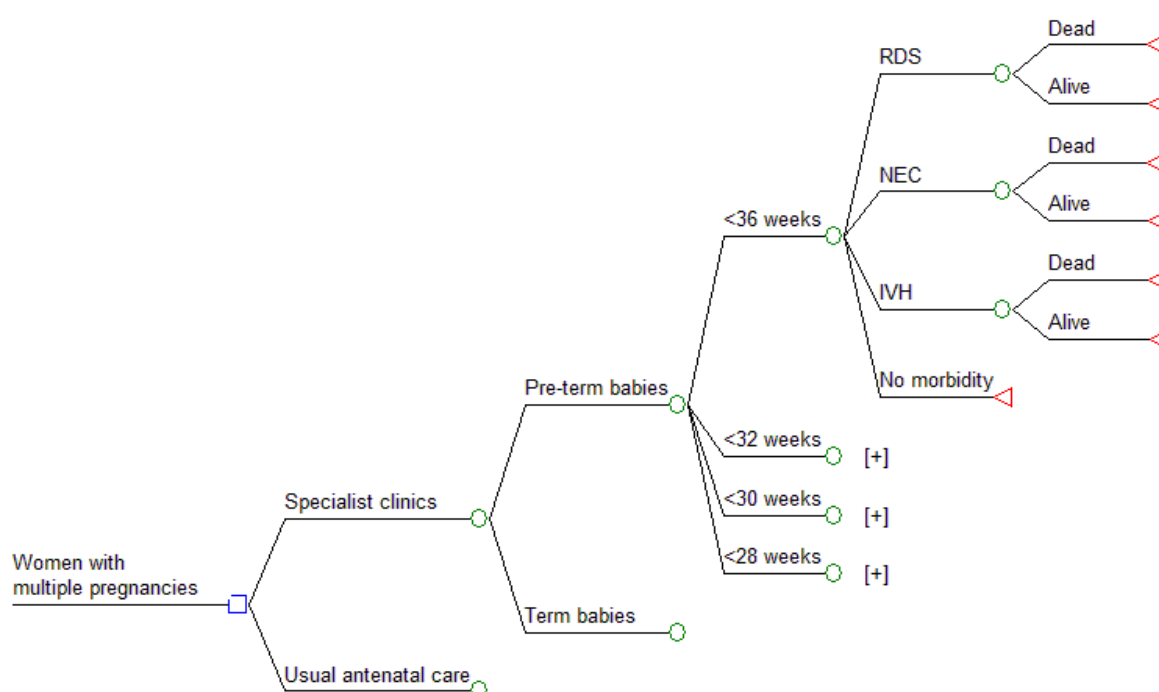 Dead
RDS
Alive
Dead
NEC
Alive
<36 weeks
Dead
IVH
Alive
No morbidity
Pre-term babies
<32 weeks
[+]
<30 weeks
[+]
Specialist clinics
<28 weeks
[+]
Women with
multiple pregnancies
Term babies
Usual antenatal care